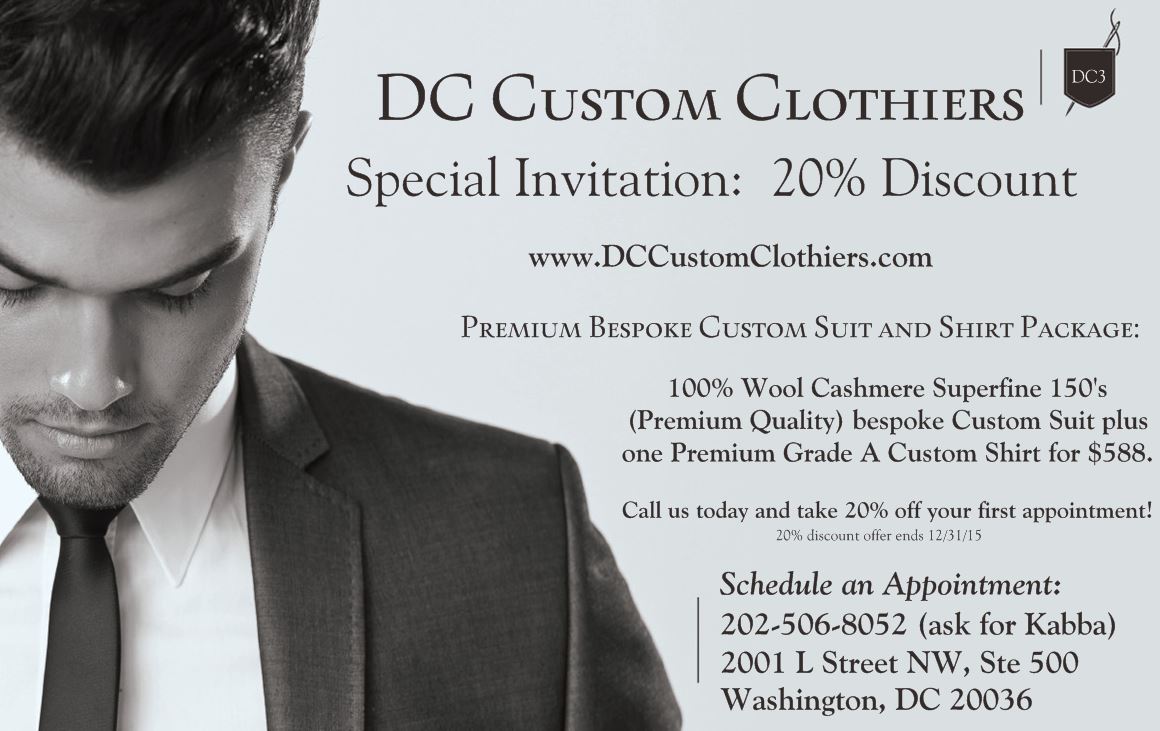 DC Custom Clothiers
DC3
Special Invitation: 20% Discount
www.DCCustomClothiers.com
Premium Bespoke Custom Suit and Shirt Package:
100% Wool Cashmere Superfine 150's
(Premium Quality) bespoke Custom Suit plus
one Premium Grade A Custom Shirt for $588.
Call us today and take 20% off your first appointment!
20% discount offer ends 12/31/15
Schedule an Appointment:
202-506-8052 (ask for Kabba)
2001 L Street NW, Ste 500
Washington, DC 20036